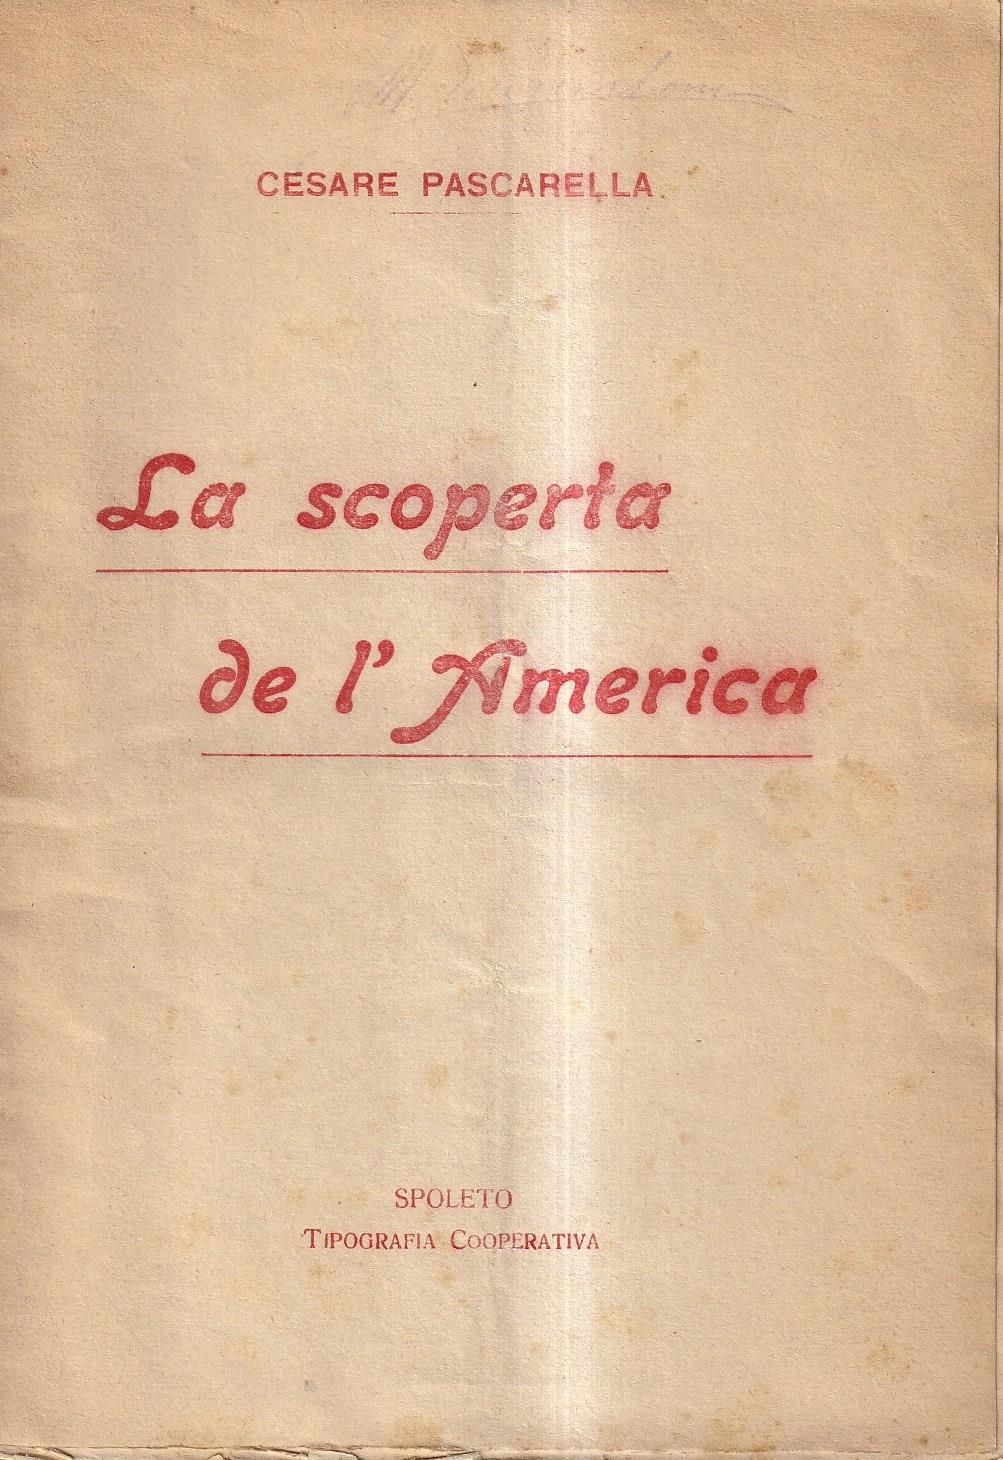 CESARE PASCARELLA
La scoperta
de l' America
SPOLETO
TIPOGRAFIA COOPERATIVA